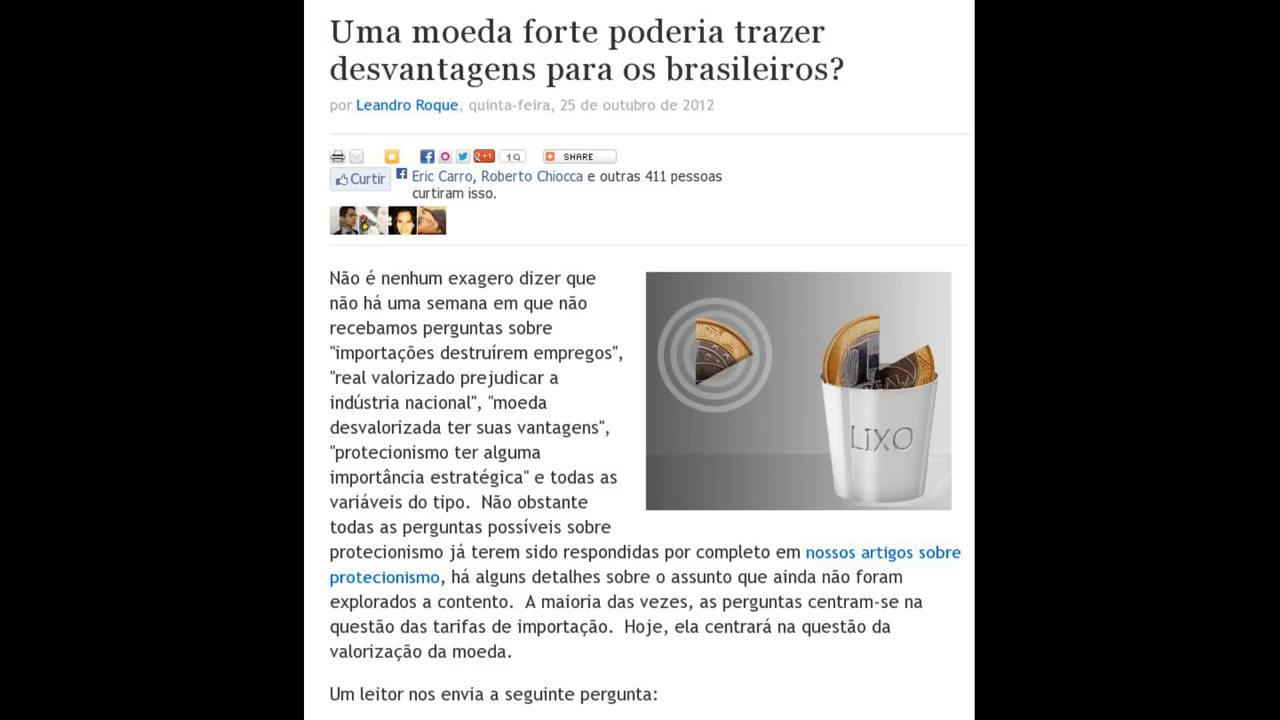 Uma moeda forte poderia trazer
desvantagens para os brasileiros?
por Leandro Roque, quinta-feira, 25 de outubro de 2012
+1 19 SHARE
Curtir Eric Carro, Roberto Chiocca e outras 411 pessoas
curtiram isso.
Não é nenhum exagero dizer que
não há uma semana em que não
recebamos perguntas sobre
"importações destruírem empregos",
"real valorizado prejudicar a
indústria nacional", "moeda
desvalorizada ter suas vantagens",
"protecionismo ter alguma
importância estratégica" e todas as
variáveis do tipo.  Não obstante
todas as perguntas possíveis sobre
LIXO
protecionismo já terem sido respondidas por completo em nossos artigos sobre
protecionismo, há alguns detalhes sobre o assunto que ainda não foram
explorados a contento.  A maioria das vezes, as perguntas centram-se na
questão das tarifas de importação.  Hoje, ela centrará na questão da
valorização da moeda.
Um leitor nos envia a seguinte pergunta: